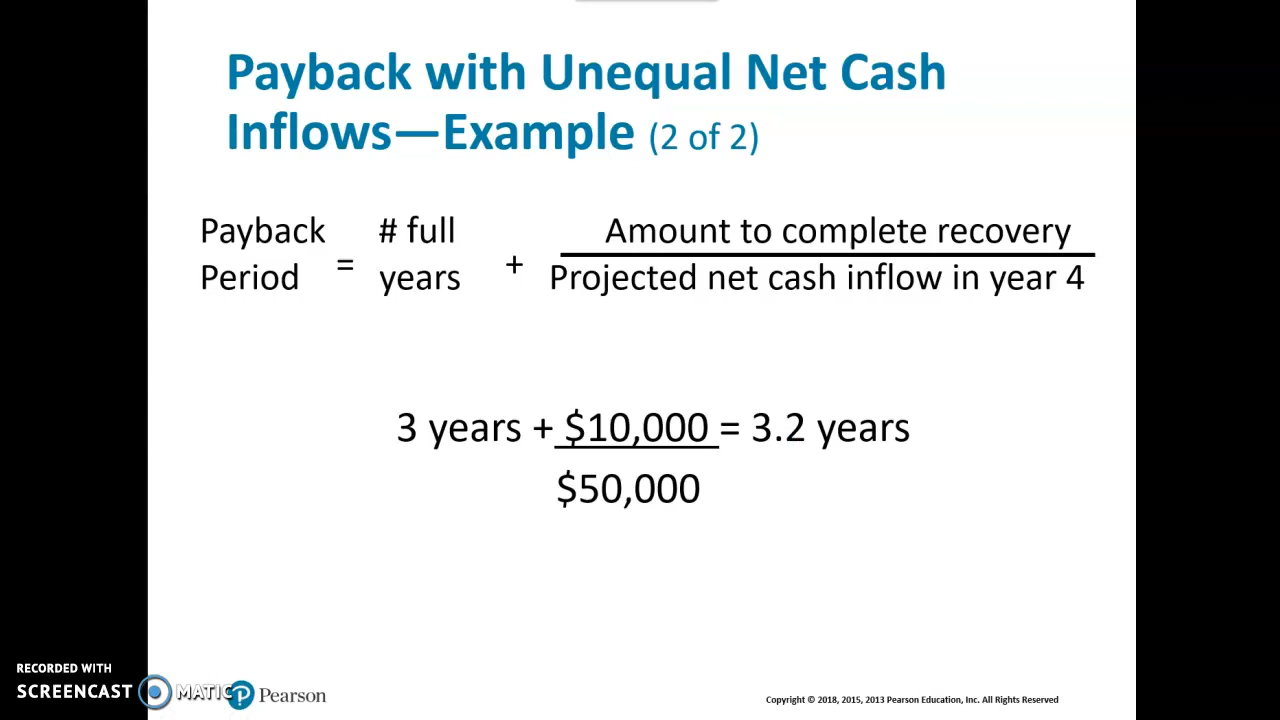 Payback with Unequal Net Cash
Inflows—Example (2 of 2)
Payback
Period
=
# full
years
+
Amount to complete recovery
Projected net cash inflow in year 4
3 years + $10,000 = 3.2 years
$50,000
RECORDED WITH
SCREENCAST MATIC
Pearson
Copyright © 2018, 2015, 2013 Pearson Education, Inc. All Rights Reserved